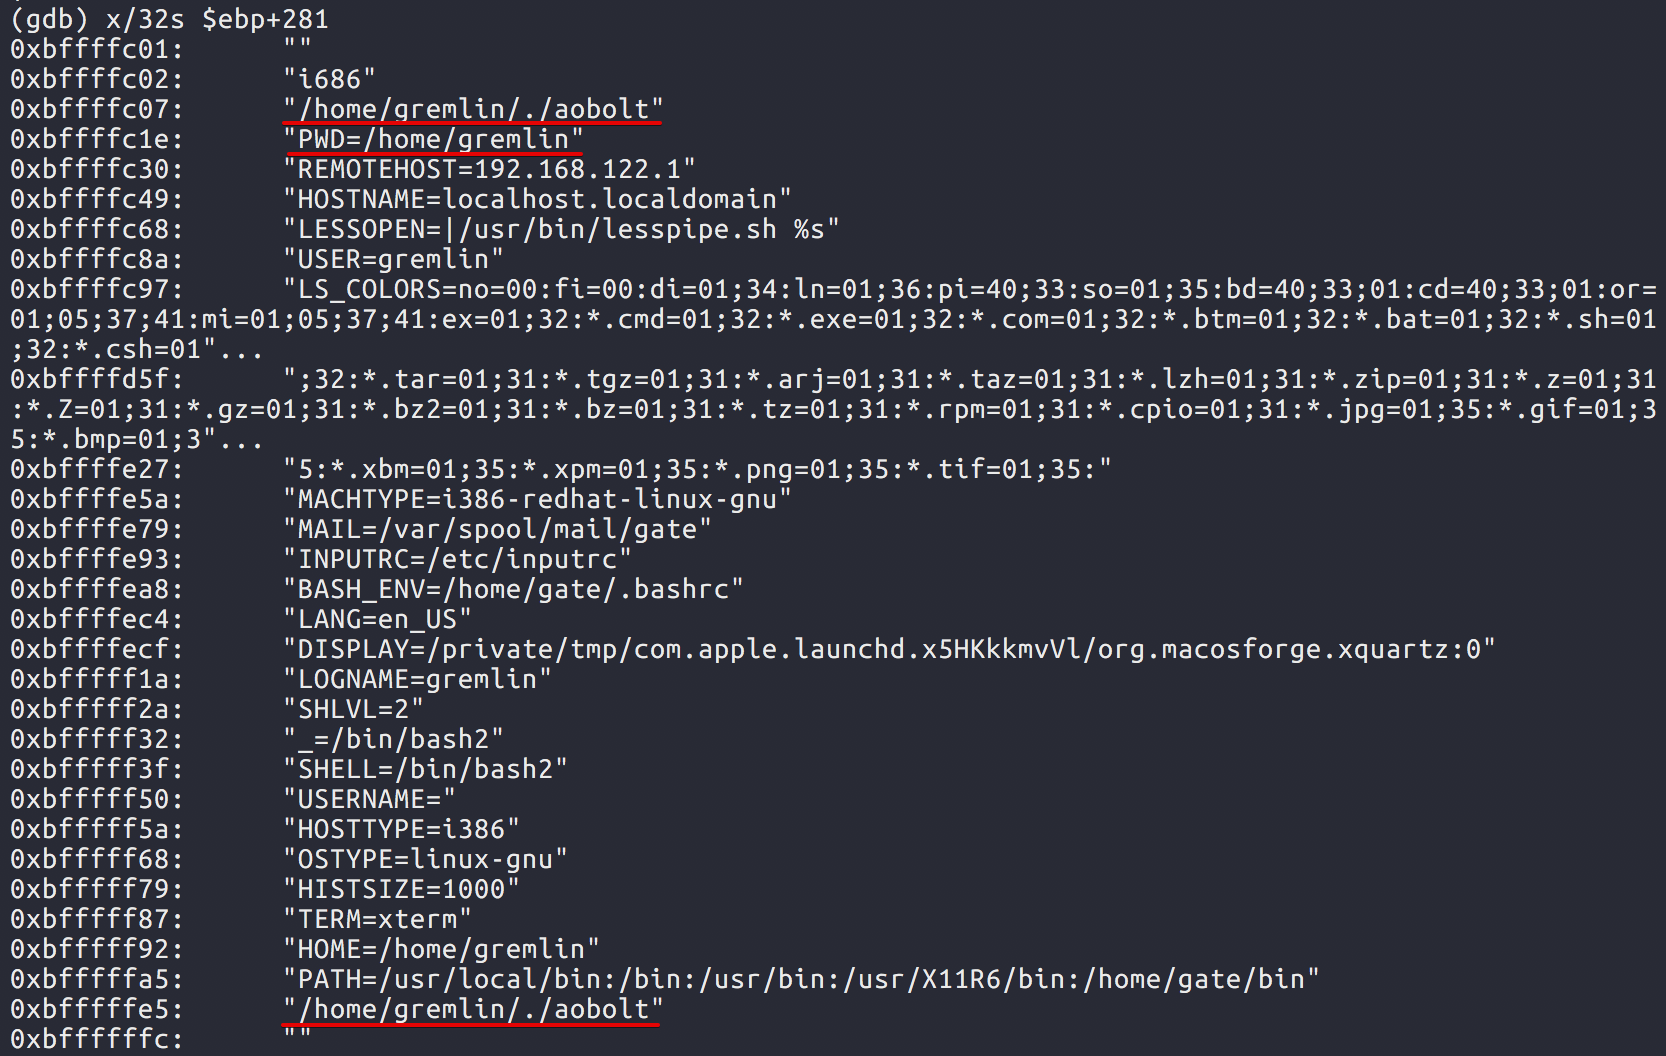 (gdb) x/32s $ebp+281
0xbffffc01:      ""
0xbffffc02:      "i686"
0xbffffc07:      "/home/gremlin/./aobolt"
0xbffffc1e:      "PWD=/home/gremlin"
0xbffffc30:      "REMOTEHOST=192.168.122.1"
0xbffffc49:      "HOSTNAME=localhost.localdomain"
0xbffffc68:      "LESSOPEN=|/usr/bin/lesspipe.sh %s"
0xbffffc8a:      "USER=gremlin"
0xbffffc97:      "LS_COLORS=no=00:fi=00:di=01;34:ln=01;36:pi=40;33:so=01;35:bd=40;33;01:cd=40;33;01:or=
01;05;37;41:mi=01;05;37;41:ex=01;32:*.cmd=01;32:*.exe=01;32:*.com=01;32:*.btm=01;32:*.bat=01;32:*.sh=01
;32:*.csh=01"...
0xbffffd5f:      ";32:*.tar=01;31:*.tgz=01;31:*.arj=01;31:*.taz=01;31:*.lzh=01;31:*.zip=01;31:*.z=01;31
:*.Z=01;31:*.gz=01;31:*.bz2=01;31:*.bz=01;31:*.tz=01;31:*.rpm=01;31:*.cpio=01;31:*.jpg=01;35:*.gif=01;3
5:*.bmp=01;3"...
0xbffffe27:      "5:*.xbm=01;35:*.xpm=01;35:*.png=01;35:*.tif=01;35:"
0xbffffe5a:      "MACHTYPE=i386-redhat-linux-gnu"
0xbffffe79:      "MAIL=/var/spool/mail/gate"
0xbffffe93:      "INPUTRC=/etc/inputrc"
0xbffffea8:      "BASH_ENV=/home/gate/.bashrc"
0xbffffec4:      "LANG=en_US"
0xbffffecf:      "DISPLAY=/private/tmp/com.apple.launchd.x5HKkkmvVl/org.macosforge.xquartz:0"
0xbfffff1a:      "LOGNAME=gremlin"
0xbfffff2a:      "SHLVL=2"
0xbfffff32:      "_=/bin/bash2"
0xbfffff3f:      "SHELL=/bin/bash2"
0xbfffff50:      "USERNAME="
0xbfffff5a:      "HOSTTYPE=i386"
0xbfffff68:      "OSTYPE=linux-gnu"
0xbfffff79:      "HISTSIZE=1000"
0xbfffff87:      "TERM=xterm"
0xbfffff92:      "HOME=/home/gremlin"
0xbfffffa5:      "PATH=/usr/local/bin:/bin:/usr/bin:/usr/X11R6/bin:/home/gate/bin"
0xbfffffe5:      "/home/gremlin/./aobolt"
0xbffffffc:      ""